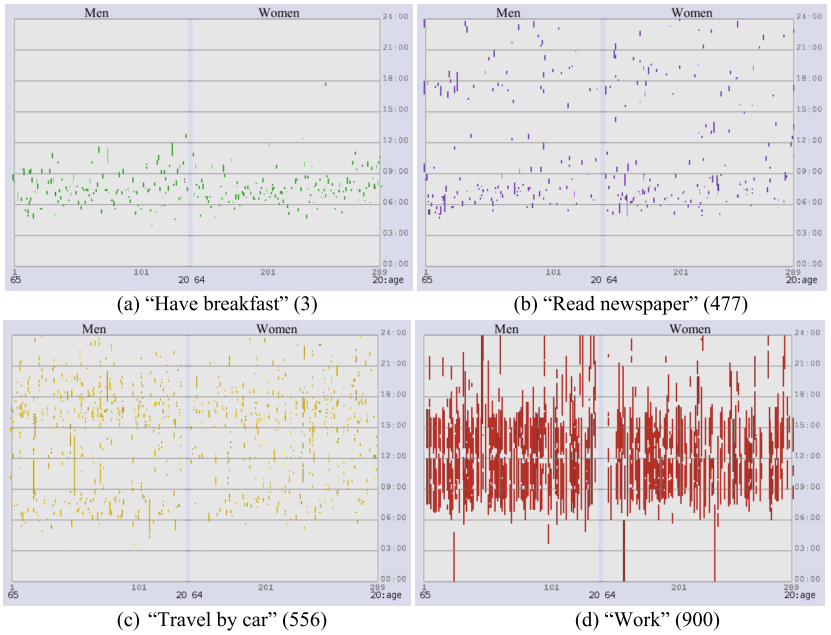 Men Women
24:00
21:00
18:00
15:00
12:00
09:00
06:00
03:00
00:00
1 101 201 289
65 20 64 20:age
(a) “Have breakfast” (3)
Men Women
24:00
21:00
18:00
15:00
12:00
09:00
06:00
03:00
00:00
1 101 201 289
65 20 64 20:age
(b) “Read newspaper” (477)
Men Women
24:00
21:00
18:00
15:00
12:00
09:00
06:00
03:00
00:00
1 101 201 289
65 20 64 20:age
(c) “Travel by car” (556)
Men Women
24:00
21:00
18:00
15:00
12:00
09:00
06:00
03:00
00:00
1 101 201 289
65 20 64 20:age
(d) “Work” (900)